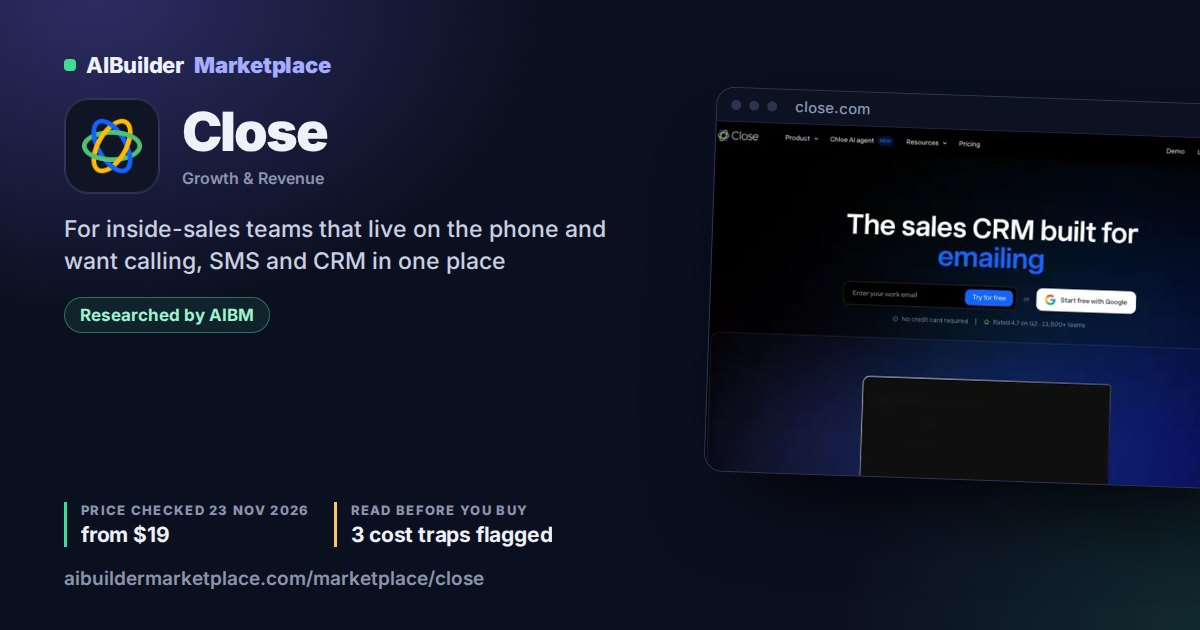 AIBuilder Marketplace
Close
Growth & Revenue
For inside-sales teams that live on the phone and
want calling, SMS and CRM in one place
Researched by AIBM
PRICE CHECKED 23 NOV 2026
from $19
READ BEFORE YOU BUY
3 cost traps flagged
aibuildermarketplace.com/marketplace/close
close.com
Close
Product
Chloe AI agent
NEW
Resources
Pricing
Demo
The sales CRM built for
emailing
Enter your work email
Try for free
or
Start free with Google
No credit card required | Rated 4.7 on G2 · 11,500+ teams